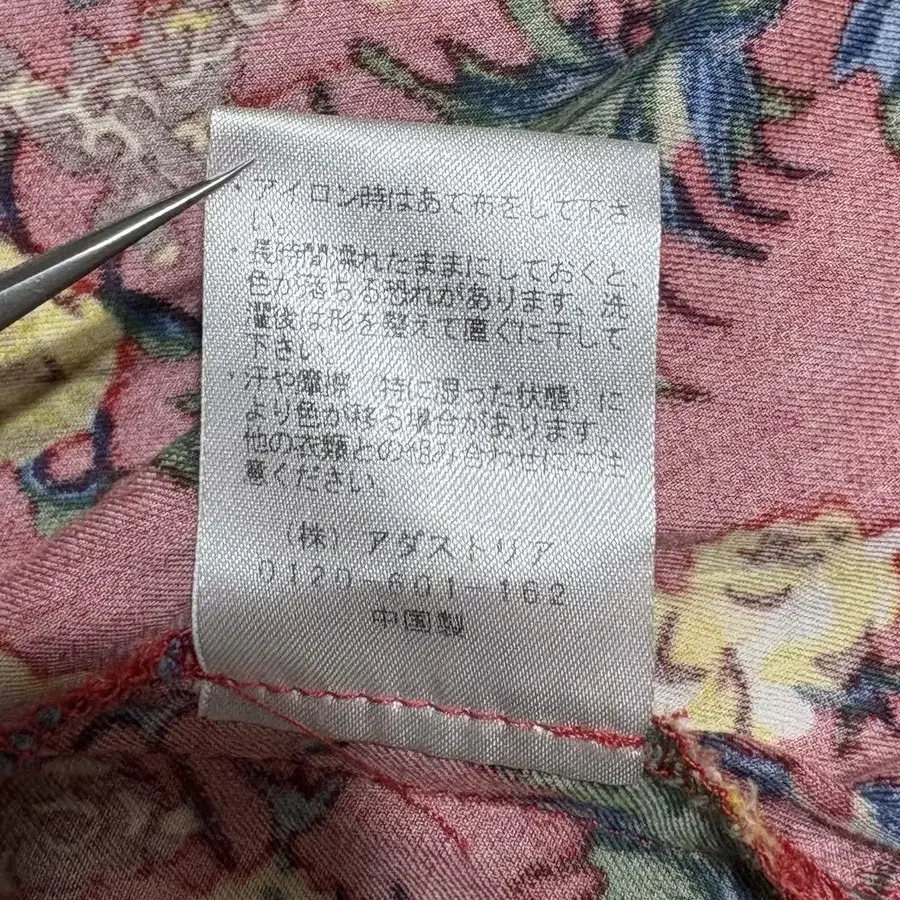 ・アイロン時はあて布をして下さ
い。
・長時間濡れたままにしておくと、
色が落ちる恐れがあります。洗
濯後は形を整えて直ぐに干して
下さい。
・汗や摩擦（特に湿った状態）に
より色が移る場合があります。
他の衣類との組み合わせにご注
意ください。
（株）アダストリア
0120-601-162
中国製